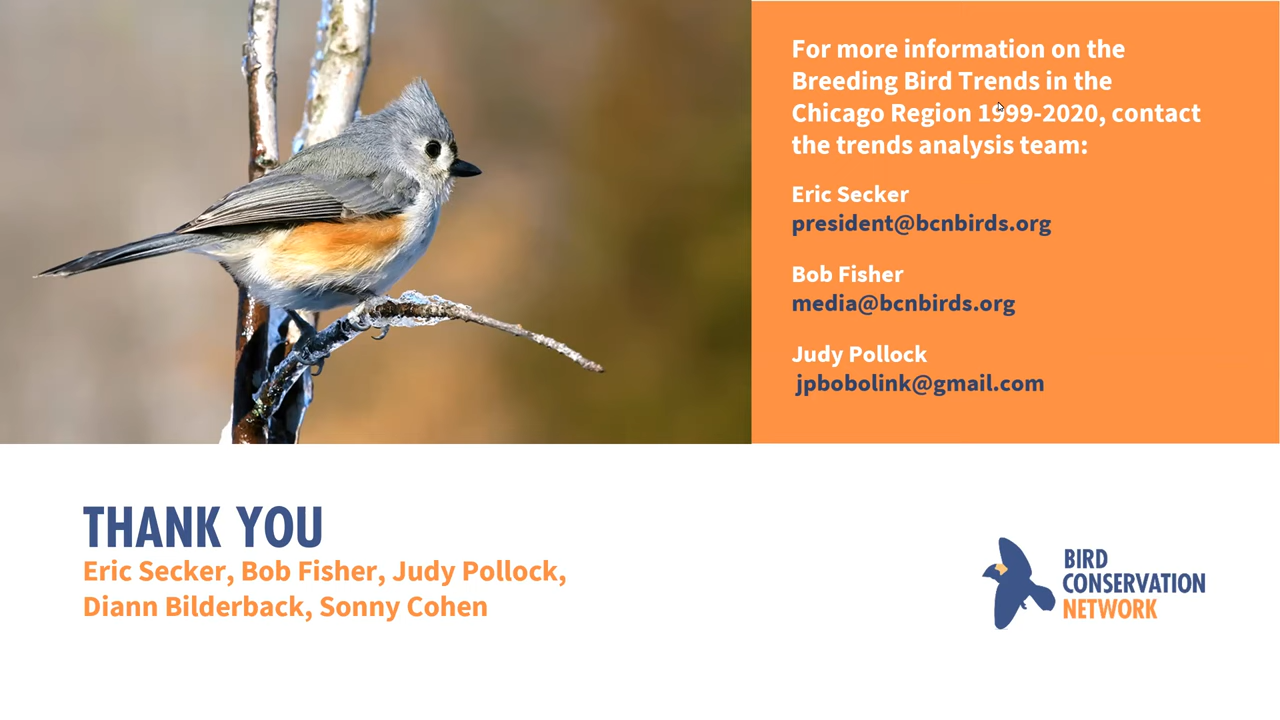 For more information on the
Breeding Bird Trends in the
Chicago Region 1999-2020, contact
the trends analysis team:
Eric Secker
president@bcnbirds.org
Bob Fisher
media@bcnbirds.org
Judy Pollock
jpbobolink@gmail.com
THANK YOU
Eric Secker, Bob Fisher, Judy Pollock,
Diann Bilderback, Sonny Cohen
BIRD
CONSERVATION
NETWORK